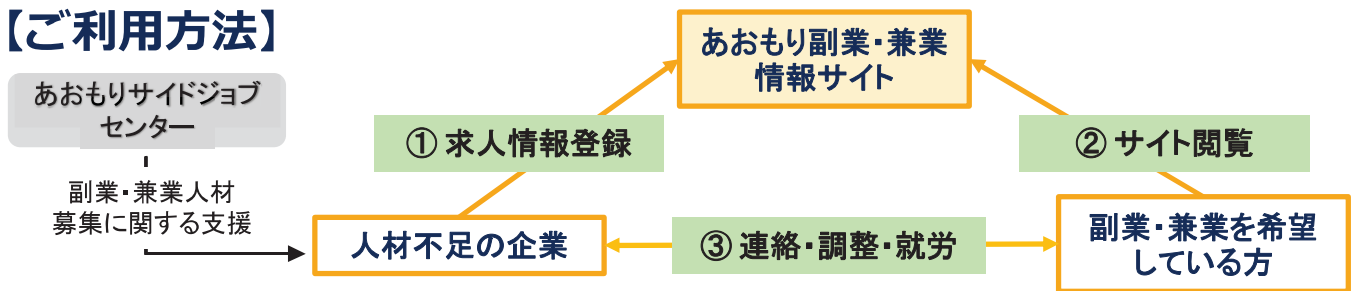 【ご利用方法】
あおもりサイドジョブ
センター
副業・兼業人材
募集に関する支援
あおもり副業・兼業
情報サイト
① 求人情報登録
② サイト閲覧
人材不足の企業
③ 連絡・調整・就労
副業・兼業を希望
している方